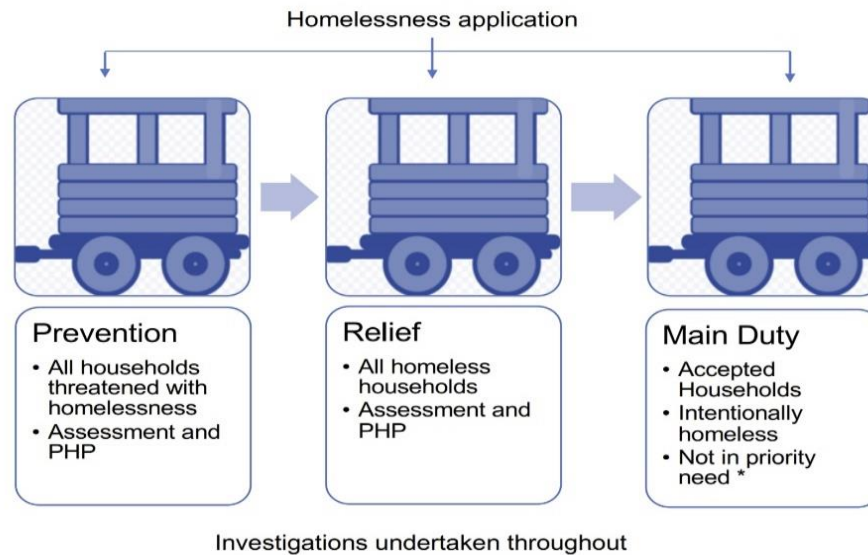 Homelessness application
Prevention
• All households
threatened with
homelessness
• Assessment and
PHP
Relief
• All homeless
households
• Assessment and
PHP
Main Duty
• Accepted
Households
• Intentionally
homeless
• Not in priority
need *
Investigations undertaken throughout